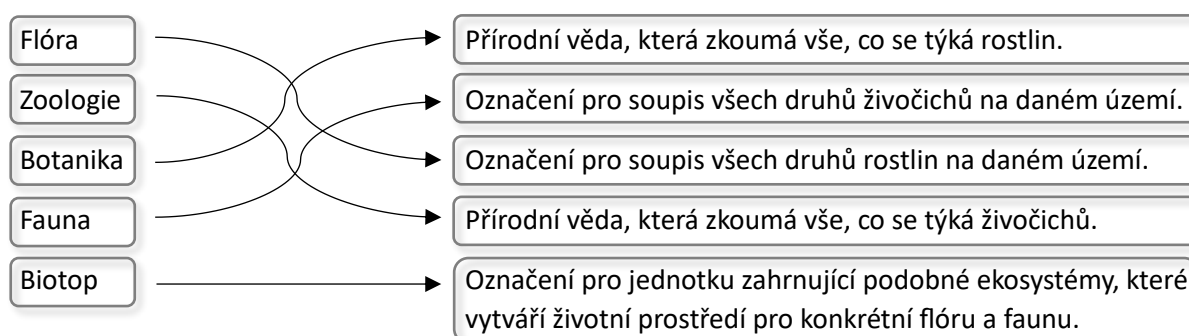 Flóra
Přírodní věda, která zkoumá vše, co se týká rostlin.
Zoologie
Označení pro soupis všech druhů živočichů na daném území.
Botanika
Označení pro soupis všech druhů rostlin na daném území.
Fauna
Přírodní věda, která zkoumá vše, co se týká živočichů.
Biotop
Označení pro jednotku zahrnující podobné ekosystémy, které
vytváří životní prostředí pro konkrétní flóru a faunu.